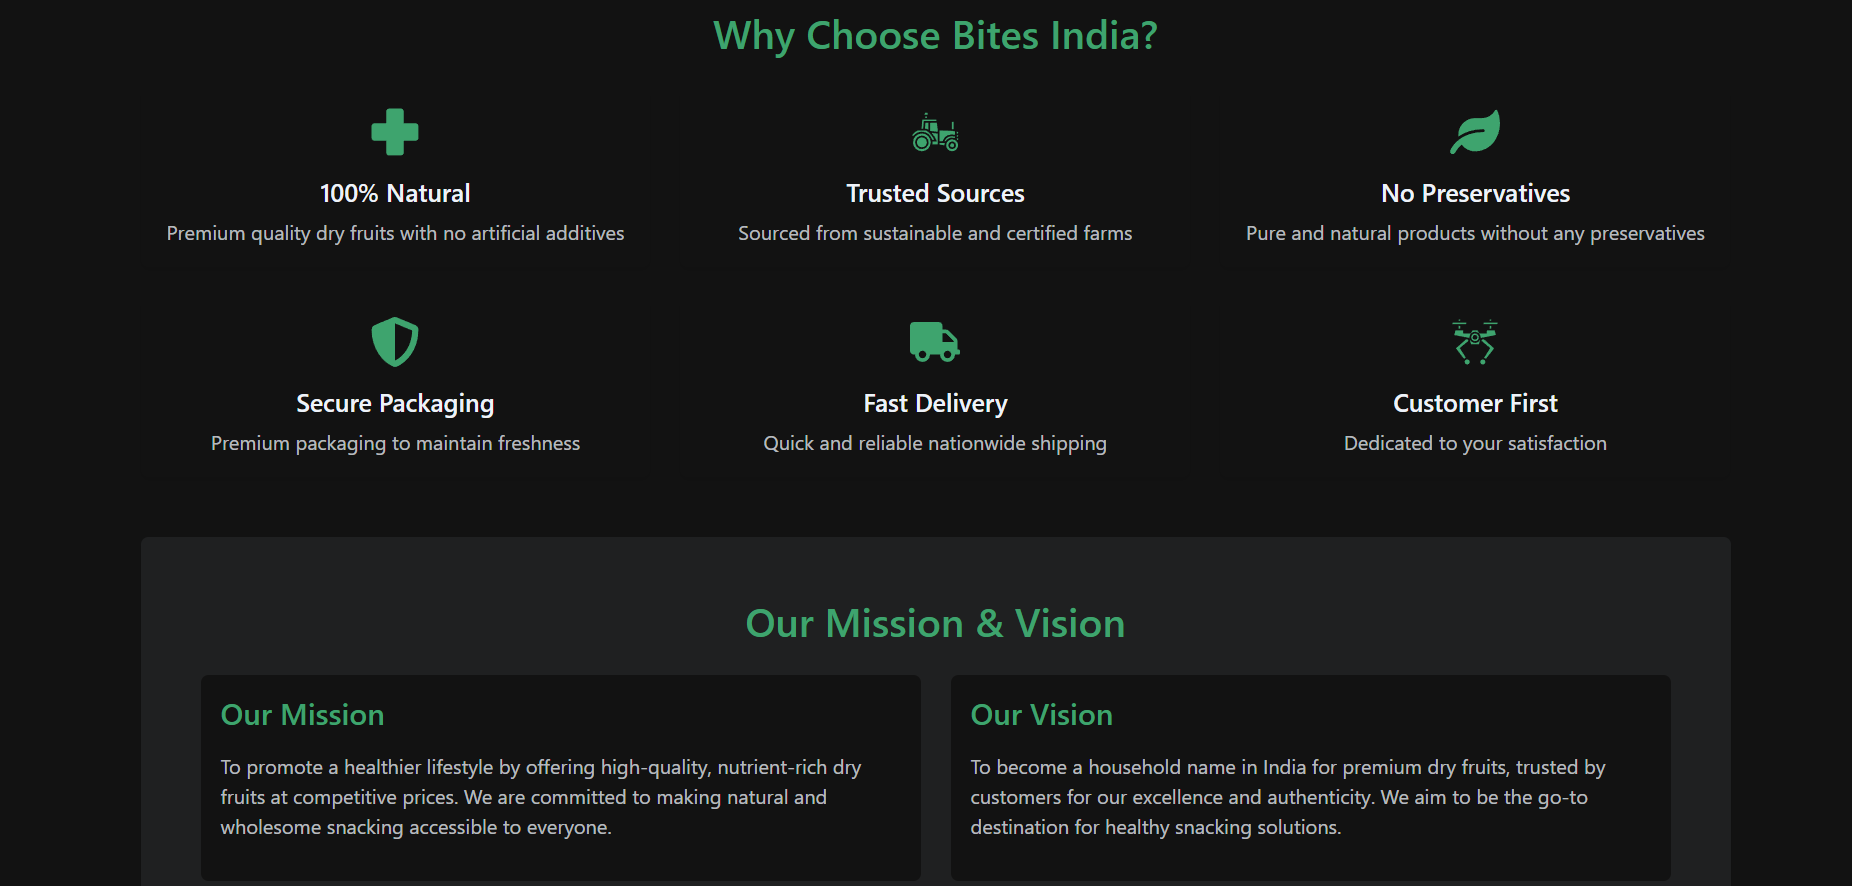 Why Choose Bites India?
100% Natural
Premium quality dry fruits with no artificial additives
Trusted Sources
Sourced from sustainable and certified farms
No Preservatives
Pure and natural products without any preservatives
Secure Packaging
Premium packaging to maintain freshness
Fast Delivery
Quick and reliable nationwide shipping
Customer First
Dedicated to your satisfaction
Our Mission & Vision
Our Mission
To promote a healthier lifestyle by offering high-quality, nutrient-rich dry
fruits at competitive prices. We are committed to making natural and
wholesome snacking accessible to everyone.
Our Vision
To become a household name in India for premium dry fruits, trusted by
customers for our excellence and authenticity. We aim to be the go-to
destination for healthy snacking solutions.